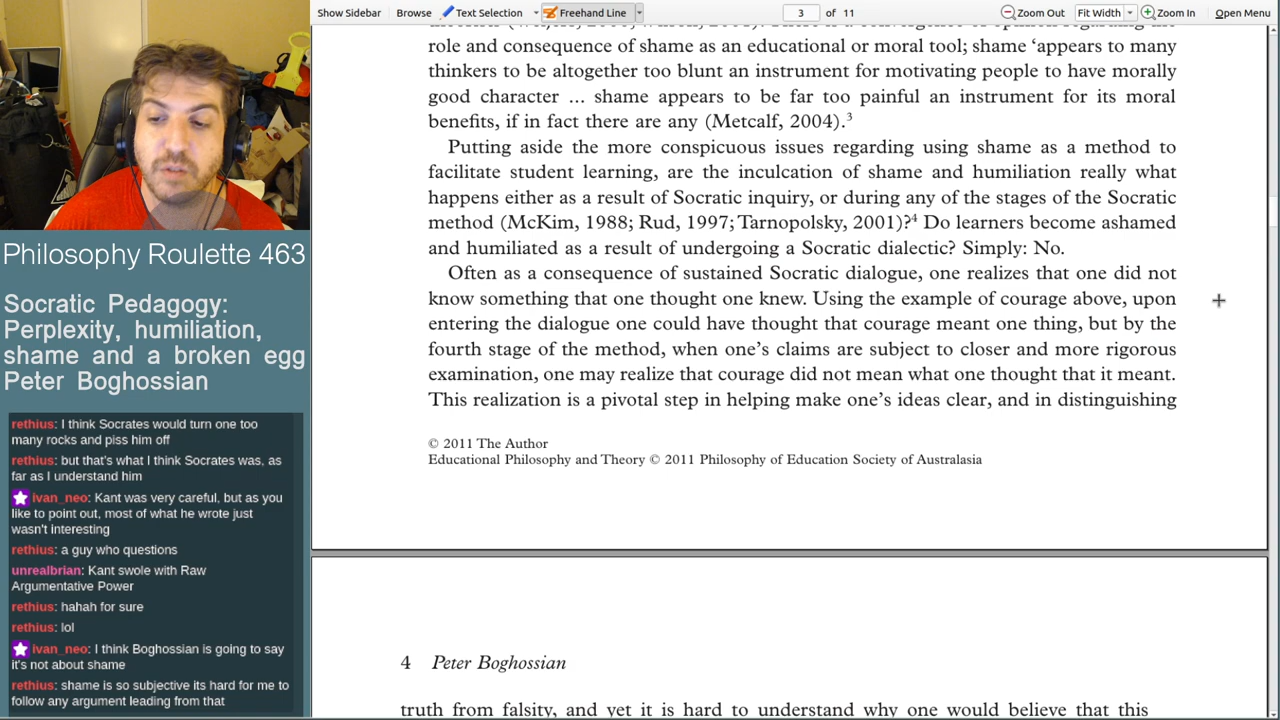 Show Sidebar Browse Text Selection Freehand Line 3 of 11 Zoom Out Fit Width Zoom In Open Menu
role and consequence of shame as an educational or moral tool; shame ‘appears to many
thinkers to be altogether too blunt an instrument for motivating people to have morally
good character ... shame appears to be far too painful an instrument for its moral
benefits, if in fact there are any (Metcalf, 2004).³
Putting aside the more conspicuous issues regarding using shame as a method to
facilitate student learning, are the inculcation of shame and humiliation really what
happens either as a result of Socratic inquiry, or during any of the stages of the Socratic
method (McKim, 1988; Rud, 1997; Tarnopolsky, 2001)?⁴ Do learners become ashamed
and humiliated as a result of undergoing a Socratic dialectic? Simply: No.
Often as a consequence of sustained Socratic dialogue, one realizes that one did not
know something that one thought one knew. Using the example of courage above, upon
entering the dialogue one could have thought that courage meant one thing, but by the
fourth stage of the method, when one’s claims are subject to closer and more rigorous
examination, one may realize that courage did not mean what one thought that it meant.
This realization is a pivotal step in helping make one’s ideas clear, and in distinguishing
© 2011 The Author
Educational Philosophy and Theory © 2011 Philosophy of Education Society of Australasia
4 Peter Boghossian
truth from falsity, and yet it is hard to understand why one would believe that this
Philosophy Roulette 463
Socratic Pedagogy:
Perplexity, humiliation,
shame and a broken egg
Peter Boghossian
rethius: I think Socrates would turn one too
many rocks and piss him off
rethius: but that's what I think Socrates was, as
far as I understand him
ivan_neo: Kant was very careful, but as you
like to point out, most of what he wrote just
wasn't interesting
rethius: a guy who questions
unrealbrian: Kant swole with Raw
Argumentative Power
rethius: hahah for sure
rethius: lol
ivan_neo: I think Boghossian is going to say
it's not about shame
rethius: shame is so subjective its hard for me to
follow any argument leading from that